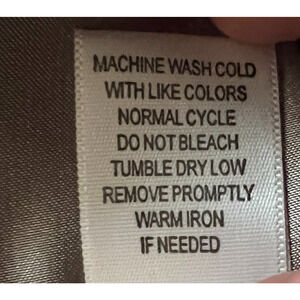 MACHINE WASH COLD
WITH LIKE COLORS
NORMAL CYCLE
DO NOT BLEACH
TUMBLE DRY LOW
REMOVE PROMPTLY
WARM IRON
IF NEEDED